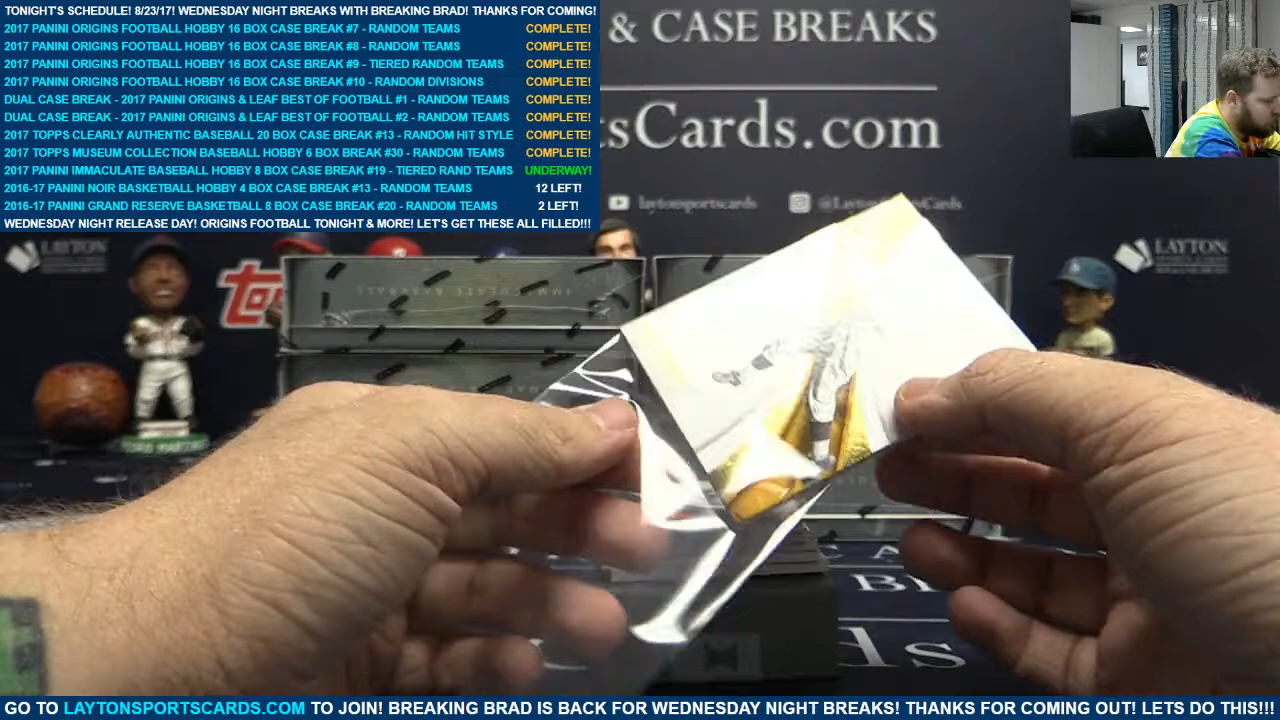 TONIGHT'S SCHEDULE! 8/23/17! WEDNESDAY NIGHT BREAKS WITH BREAKING BRAD! THANKS FOR COMING!
2017 PANINI ORIGINS FOOTBALL HOBBY 16 BOX CASE BREAK #7 - RANDOM TEAMS COMPLETE!
2017 PANINI ORIGINS FOOTBALL HOBBY 16 BOX CASE BREAK #8 - RANDOM TEAMS COMPLETE!
2017 PANINI ORIGINS FOOTBALL HOBBY 16 BOX CASE BREAK #9 - TIERED RANDOM TEAMS COMPLETE!
2017 PANINI ORIGINS FOOTBALL HOBBY 16 BOX CASE BREAK #10 - RANDOM DIVISIONS COMPLETE!
DUAL CASE BREAK - 2017 PANINI ORIGINS & LEAF BEST OF FOOTBALL #1 - RANDOM TEAMS COMPLETE!
DUAL CASE BREAK - 2017 PANINI ORIGINS & LEAF BEST OF FOOTBALL #2 - RANDOM TEAMS COMPLETE!
2017 TOPPS CLEARLY AUTHENTIC BASEBALL 20 BOX CASE BREAK #13 - RANDOM HIT STYLE COMPLETE!
2017 TOPPS MUSEUM COLLECTION BASEBALL HOBBY 6 BOX BREAK #30 - RANDOM TEAMS COMPLETE!
2017 PANINI IMMACULATE BASEBALL HOBBY 8 BOX CASE BREAK #19 - TIERED RAND TEAMS UNDERWAY!
2016-17 PANINI NOIR BASKETBALL HOBBY 4 BOX CASE BREAK #13 - RANDOM TEAMS 12 LEFT!
2016-17 PANINI GRAND RESERVE BASKETBALL 8 BOX CASE BREAK #20 - RANDOM TEAMS 2 LEFT!
WEDNESDAY NIGHT RELEASE DAY! ORIGINS FOOTBALL TONIGHT & MORE! LET'S GET THESE ALL FILLED!!!
& CASE BREAKS
sCards.com
laytonsportscards
LAYTON
LAYTON
IMMACULATE BASEBALL
GO TO LAYTONSPORTSCARDS.COM TO JOIN! BREAKING BRAD IS BACK FOR WEDNESDAY NIGHT BREAKS! THANKS FOR COMING OUT! LETS DO THIS!!!